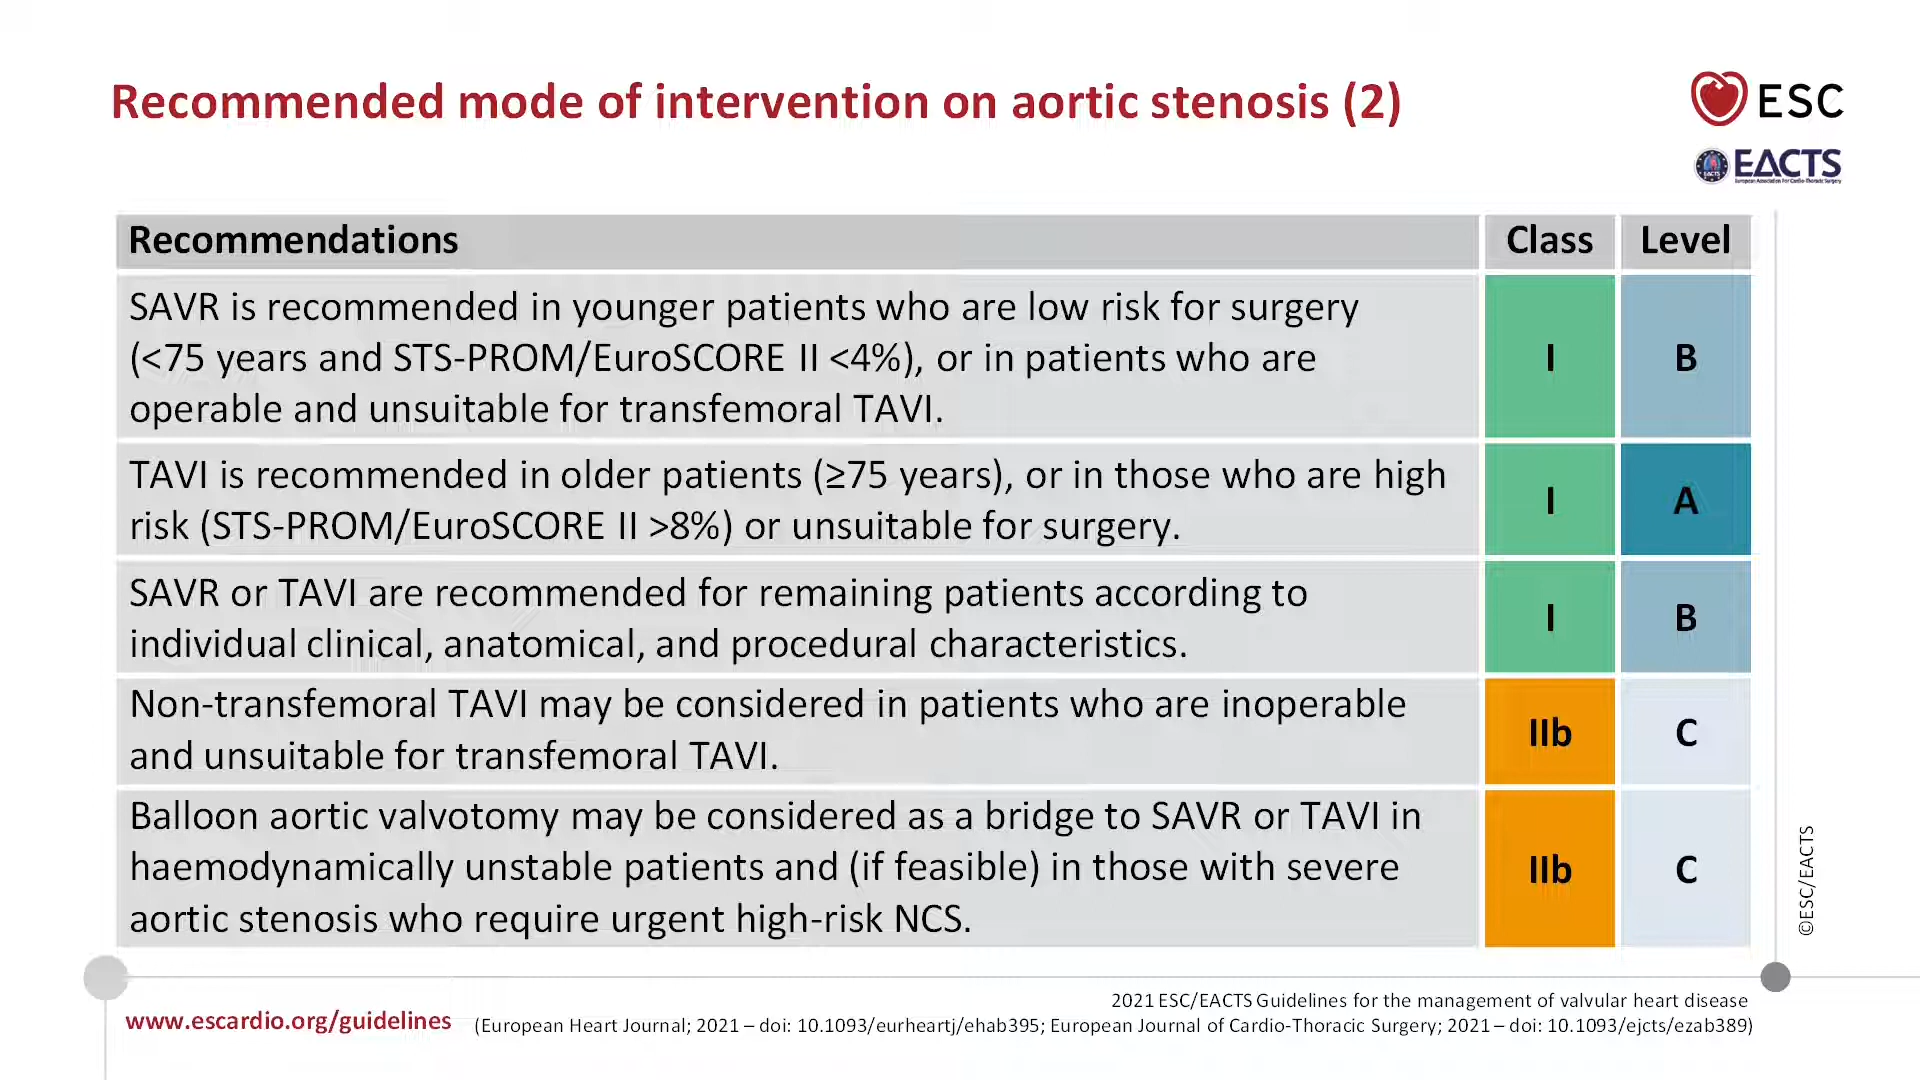 Recommended mode of intervention on aortic stenosis (2)
ESC
EACTS
European Association For Cardio-Thoracic Surgery
Recommendations Class Level
SAVR is recommended in younger patients who are low risk for surgery
(<75 years and STS-PROM/EuroSCORE II <4%), or in patients who are
operable and unsuitable for transfemoral TAVI.
I B
TAVI is recommended in older patients (≥75 years), or in those who are high
risk (STS-PROM/EuroSCORE II >8%) or unsuitable for surgery.
I A
SAVR or TAVI are recommended for remaining patients according to
individual clinical, anatomical, and procedural characteristics.
I B
Non-transfemoral TAVI may be considered in patients who are inoperable
and unsuitable for transfemoral TAVI.
IIb C
Balloon aortic valvotomy may be considered as a bridge to SAVR or TAVI in
haemodynamically unstable patients and (if feasible) in those with severe
aortic stenosis who require urgent high-risk NCS.
IIb C
©ESC/EACTS
www.escardio.org/guidelines
2021 ESC/EACTS Guidelines for the management of valvular heart disease
(European Heart Journal; 2021 – doi: 10.1093/eurheartj/ehab395; European Journal of Cardio-Thoracic Surgery; 2021 – doi: 10.1093/ejcts/ezab389)